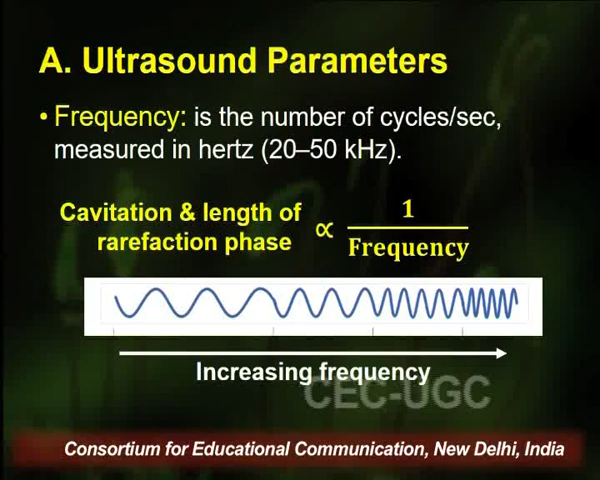 A. Ultrasound Parameters
• Frequency: is the number of cycles/sec,
measured in hertz (20–50 kHz).
Cavitation & length of
rarefaction phase ∝ 1 / Frequency
Increasing frequency
CEC-UGC
Consortium for Educational Communication, New Delhi, India